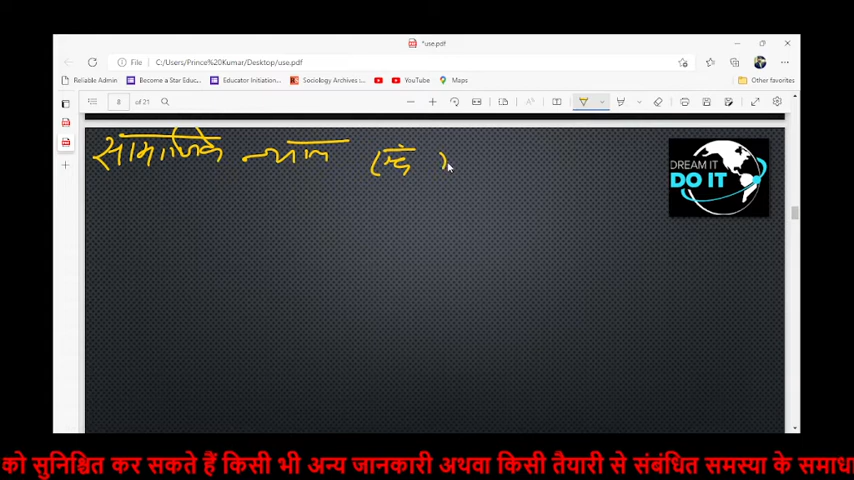 *use.pdf
File C:/Users/Prince%20Kumar/Desktop/use.pdf
Reliable Admin Become a Star Educ... Educator Initiation... Sociology Archives :... YouTube Maps Other favorites
8 of 21
सामाजिक न्याय
DREAM IT
DO IT
को सुनिश्चित कर सकते हैं किसी भी अन्य जानकारी अथवा किसी तैयारी से संबंधित समस्या के समाधा